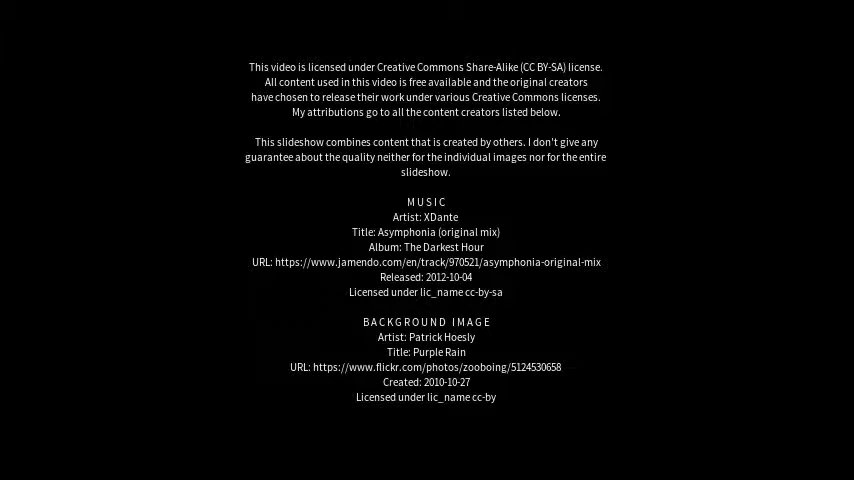 This video is licensed under Creative Commons Share-Alike (CC BY-SA) license.
All content used in this video is free available and the original creators
have chosen to release their work under various Creative Commons licenses.
My attributions go to all the content creators listed below.
This slideshow combines content that is created by others. I don't give any
guarantee about the quality neither for the individual images nor for the entire
slideshow.
MUSIC
Artist: XDante
Title: Asymphonia (original mix)
Album: The Darkest Hour
URL: https://www.jamendo.com/en/track/970521/asymphonia-original-mix
Released: 2012-10-04
Licensed under lic_name cc-by-sa
BACKGROUND IMAGE
Artist: Patrick Hoesly
Title: Purple Rain
URL: https://www.flickr.com/photos/zooboing/5124530658
Created: 2010-10-27
Licensed under lic_name cc-by